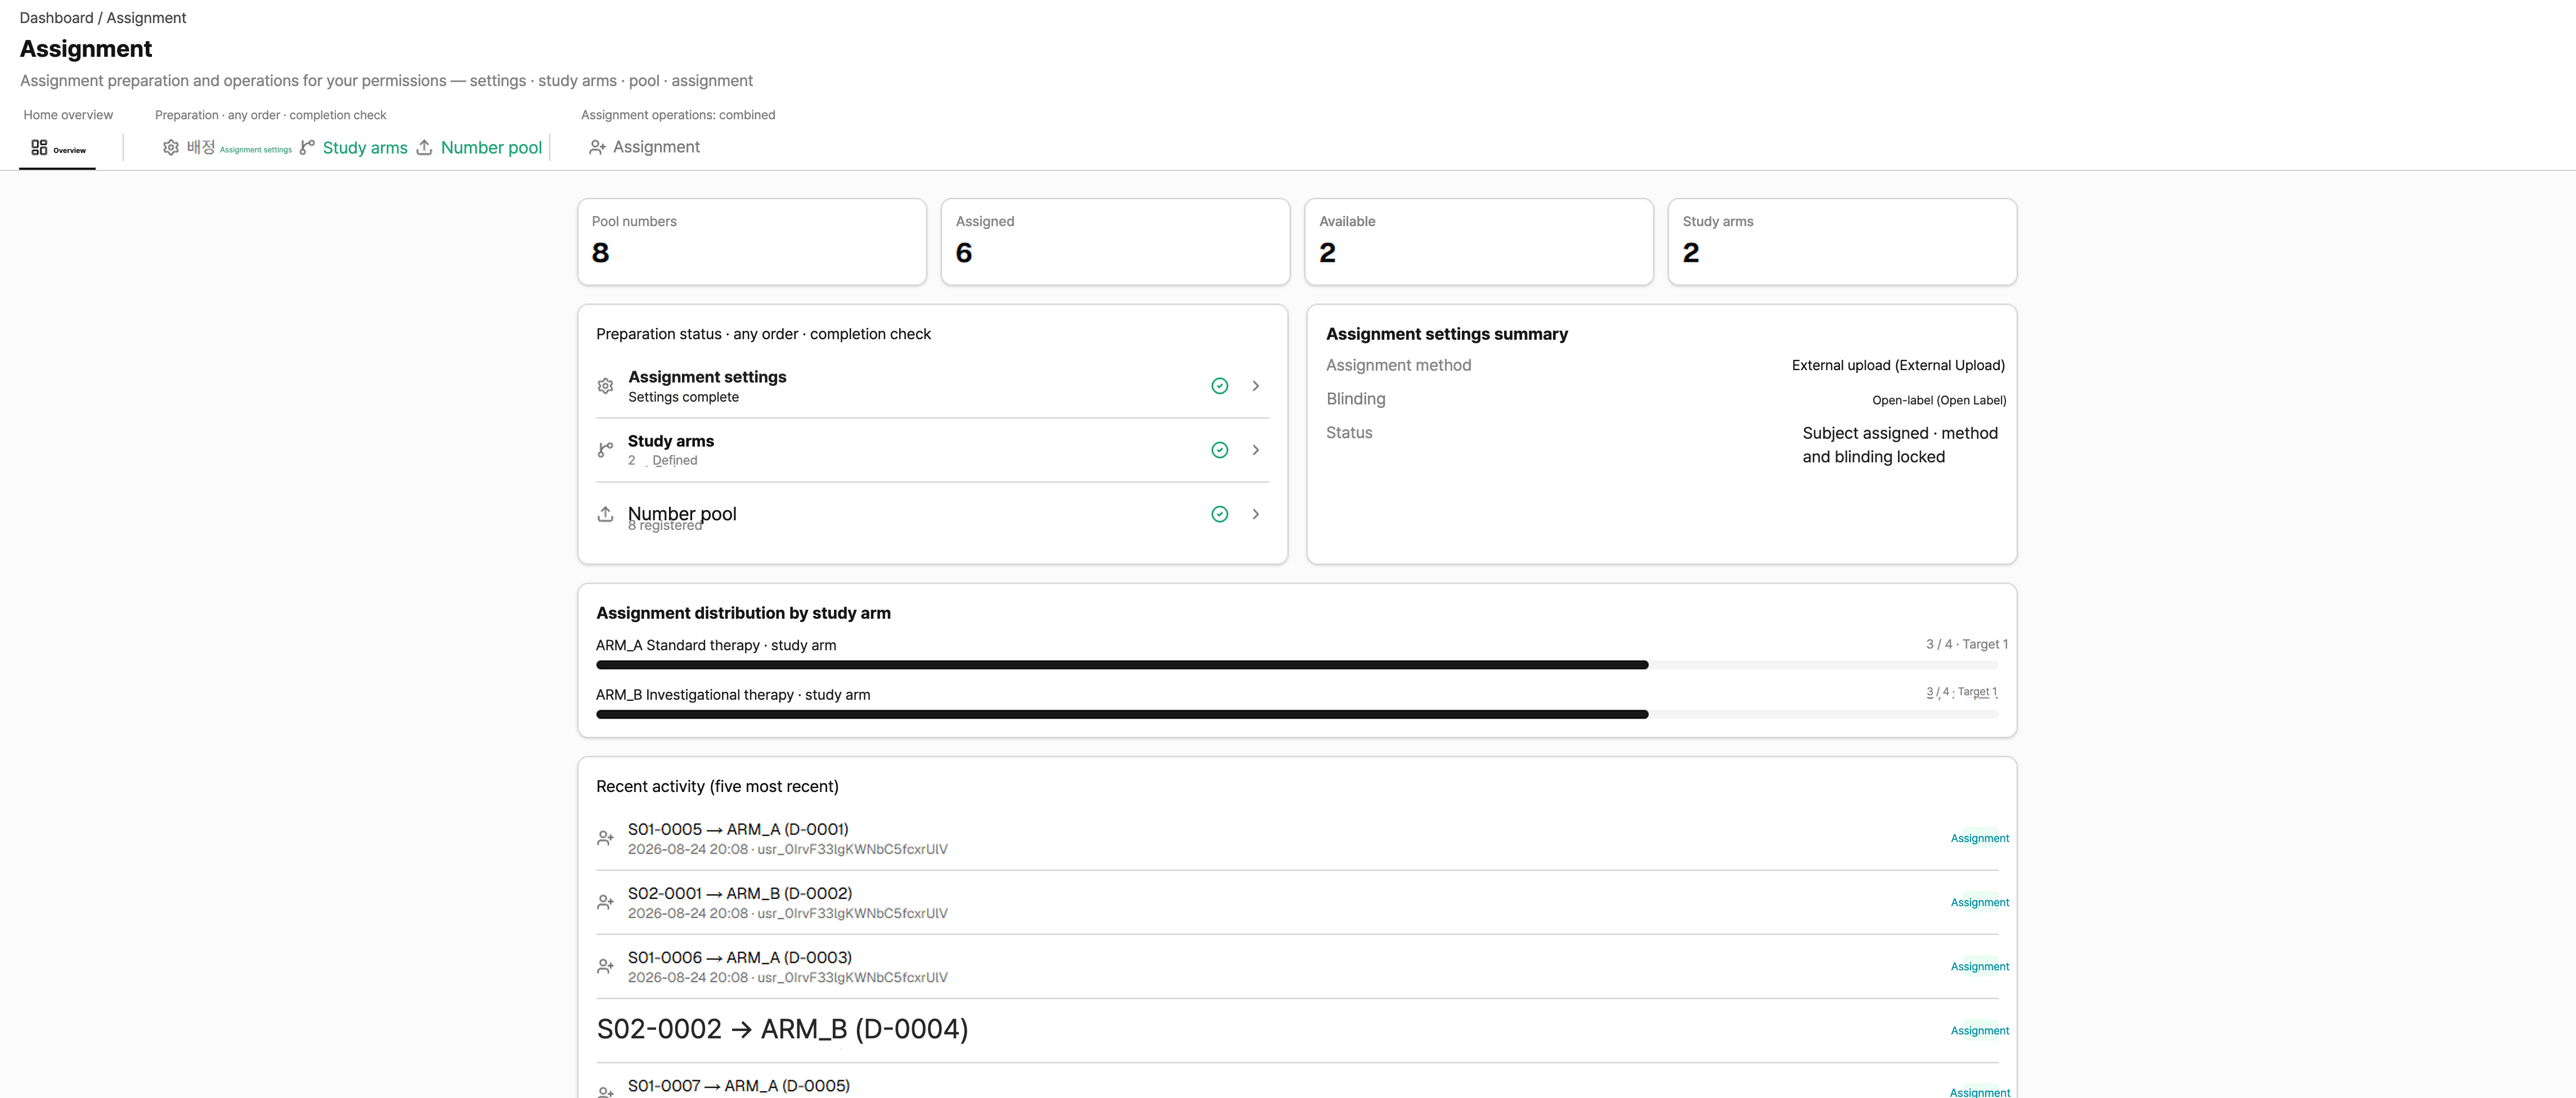 Dashboard / Assignment
Assignment
Assignment preparation and operations for your permissions — settings · study arms · pool · assignment
Home overview
Preparation · any order · completion check
Assignment operations: combined
Overview
배정 Assignment settings
Study arms
Number pool
Assignment
Pool numbers
8
Assigned
6
Available
2
Study arms
2
Preparation status · any order · completion check
Assignment settings
Settings complete
Study arms
2 Defined
Number pool
8 registered
Assignment settings summary
Assignment method
External upload (External Upload)
Blinding
Open-label (Open Label)
Status
Subject assigned · method
and blinding locked
Assignment distribution by study arm
ARM_A Standard therapy · study arm
3 / 4 · Target 1
ARM_B Investigational therapy · study arm
3 / 4 · Target 1
Recent activity (five most recent)
S01-0005 → ARM_A (D-0001)
2026-08-24 20:08 · usr_0IrvF33lgKWNbC5fcxrUIV
Assignment
S02-0001 → ARM_B (D-0002)
2026-08-24 20:08 · usr_0IrvF33lgKWNbC5fcxrUIV
Assignment
S01-0006 → ARM_A (D-0003)
2026-08-24 20:08 · usr_0IrvF33lgKWNbC5fcxrUIV
Assignment
S02-0002 → ARM_B (D-0004)
Assignment
S01-0007 → ARM_A (D-0005)
Assignment